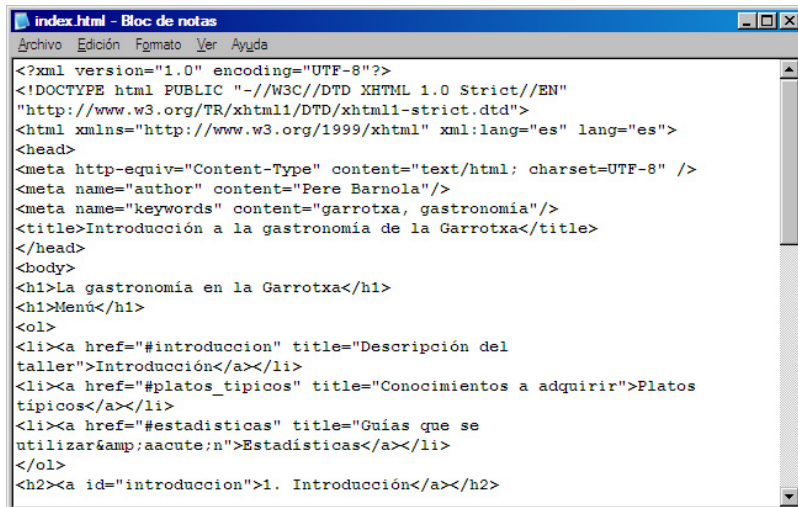 index.html - Bloc de notas
Archivo Edición Formato Ver Ayuda
<?xml version="1.0" encoding="UTF-8"?>
<!DOCTYPE html PUBLIC "-//W3C//DTD XHTML 1.0 Strict//EN"
"http://www.w3.org/TR/xhtml1/DTD/xhtml1-strict.dtd">
<html xmlns="http://www.w3.org/1999/xhtml" xml:lang="es" lang="es">
<head>
<meta http-equiv="Content-Type" content="text/html; charset=UTF-8" />
<meta name="author" content="Pere Barnola"/>
<meta name="keywords" content="garrotxa, gastronomía"/>
<title>Introducción a la gastronomía de la Garrotxa</title>
</head>
<body>
<h1>La gastronomía en la Garrotxa</h1>
<h1>Menú</h1>
<ol>
<li><a href="#introduccion" title="Descripción del
taller">Introducción</a></li>
<li><a href="#platos_tipicos" title="Conocimientos a adquirir">Platos
típicos</a></li>
<li><a href="#estadisticas" title="Guías que se
utilizar&amp;aacute;n">Estadísticas</a></li>
</ol>
<h2><a id="introduccion">1. Introducción</a></h2>